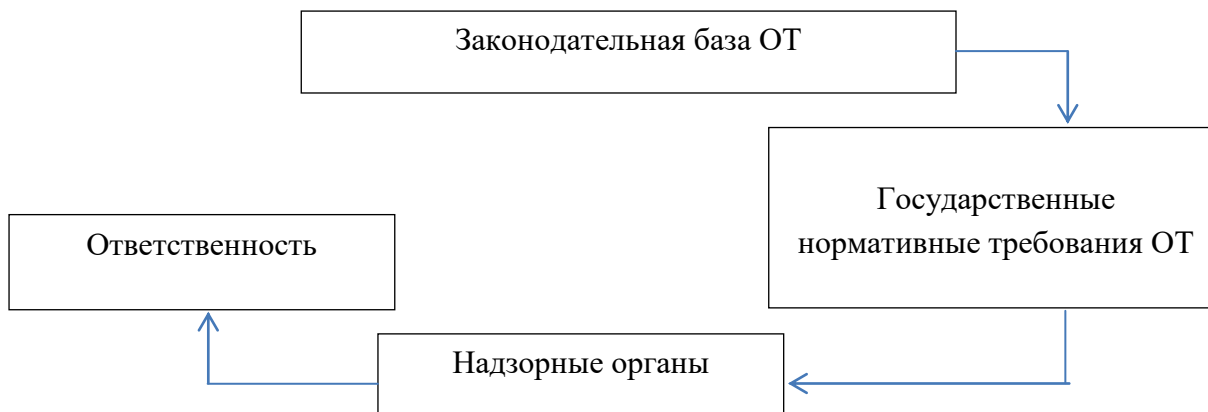 Законодательная база ОТ
Государственные
нормативные требования ОТ
Ответственность
Надзорные органы